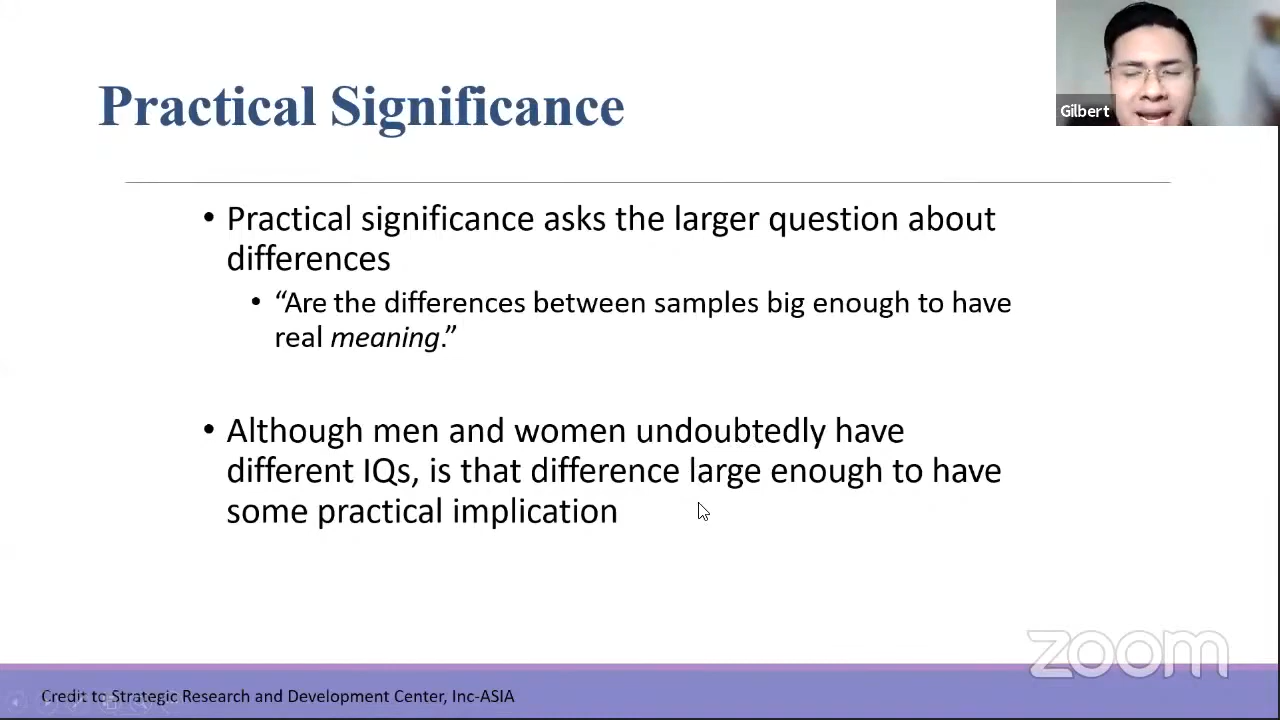 Gilbert
Practical Significance
• Practical significance asks the larger question about
differences
• “Are the differences between samples big enough to have
real meaning.”
• Although men and women undoubtedly have
different IQs, is that difference large enough to have
some practical implication
zoom
Credit to Strategic Research and Development Center, Inc-ASIA